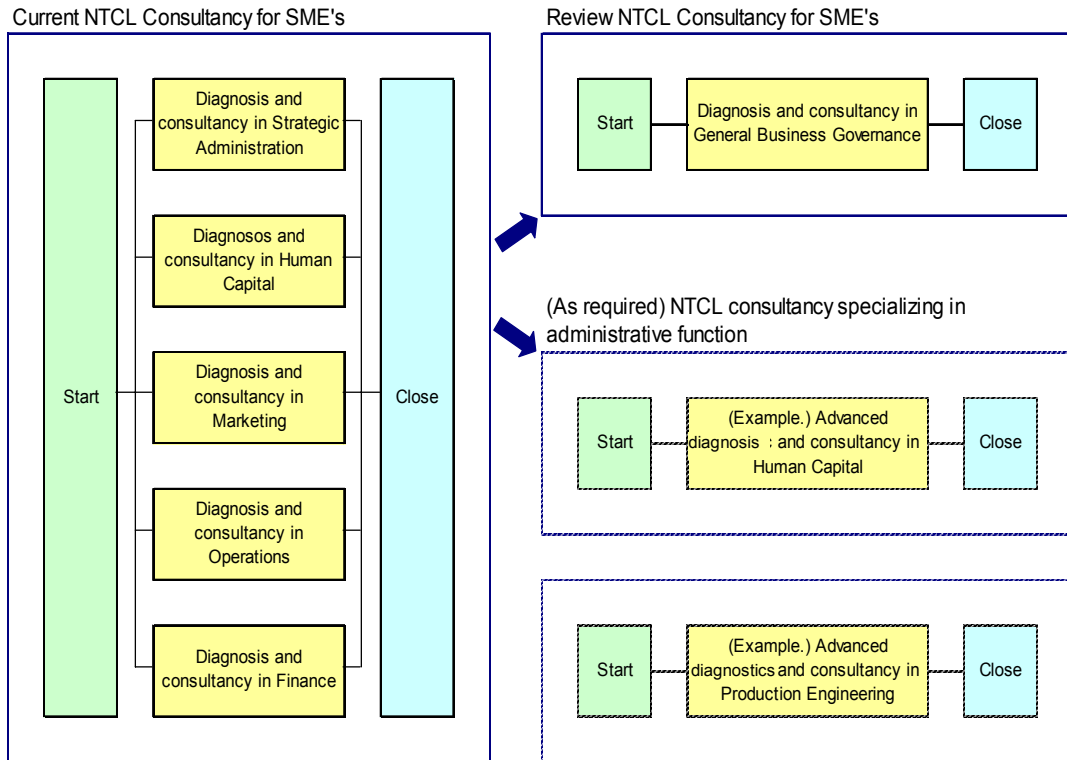 Current NTCL Consultancy for SME's
Start
Diagnosis and
consultancy in Strategic
Administration
Diagnosos and
consultancy in Human
Capital
Diagnosis and
consultancy in
Marketing
Diagnosis and
consultancy in
Operations
Diagnosis and
consultancy in Finance
Close
Review NTCL Consultancy for SME's
Start
Diagnosis and consultancy in
General Business Governance
Close
(As required) NTCL consultancy specializing in
administrative function
Start
(Example.) Advanced
diagnosis : and consultancy in
Human Capital
Close
Start
(Example.) Advanced
diagnostics and consultancy in
Production Engineering
Close